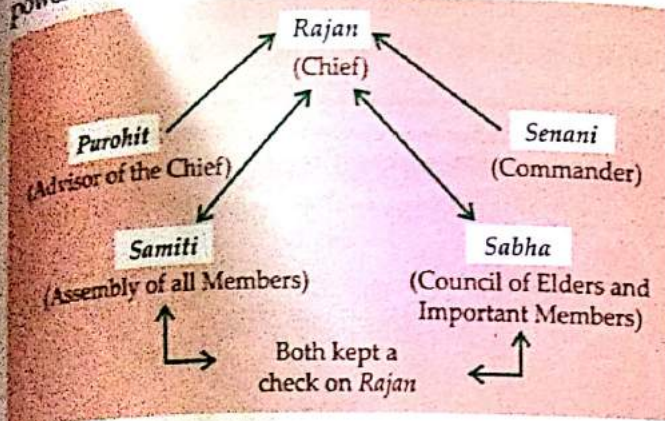 Rajan
(Chief)
Purohit
(Advisor of the Chief)
Senani
(Commander)
Samiti
(Assembly of all Members)
Sabha
(Council of Elders and
Important Members)
Both kept a
check on Rajan